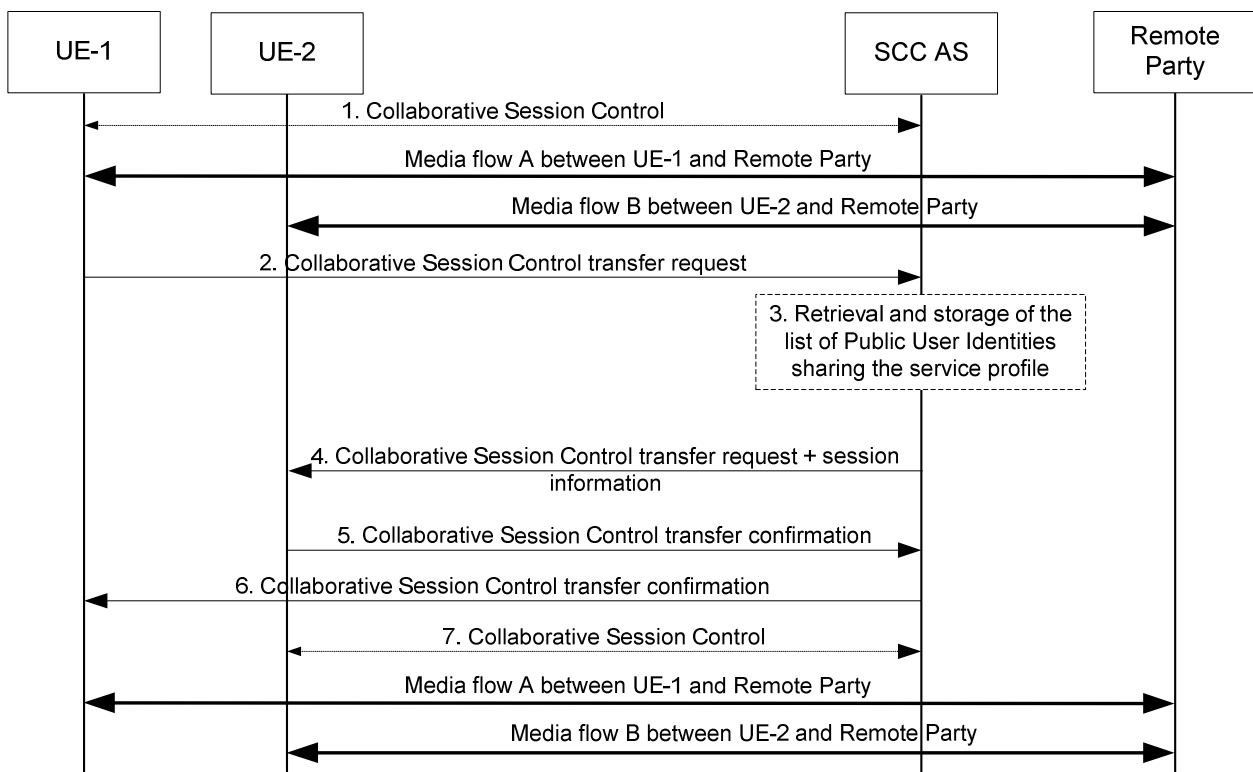 UE-1
UE-2
SCC AS
Remote
Party
1. Collaborative Session Control
Media flow A between UE-1 and Remote Party
Media flow B between UE-2 and Remote Party
2. Collaborative Session Control transfer request
3. Retrieval and storage of the
list of Public User Identities
sharing the service profile
4. Collaborative Session Control transfer request + session
information
5. Collaborative Session Control transfer confirmation
6. Collaborative Session Control transfer confirmation
7. Collaborative Session Control
Media flow A between UE-1 and Remote Party
Media flow B between UE-2 and Remote Party